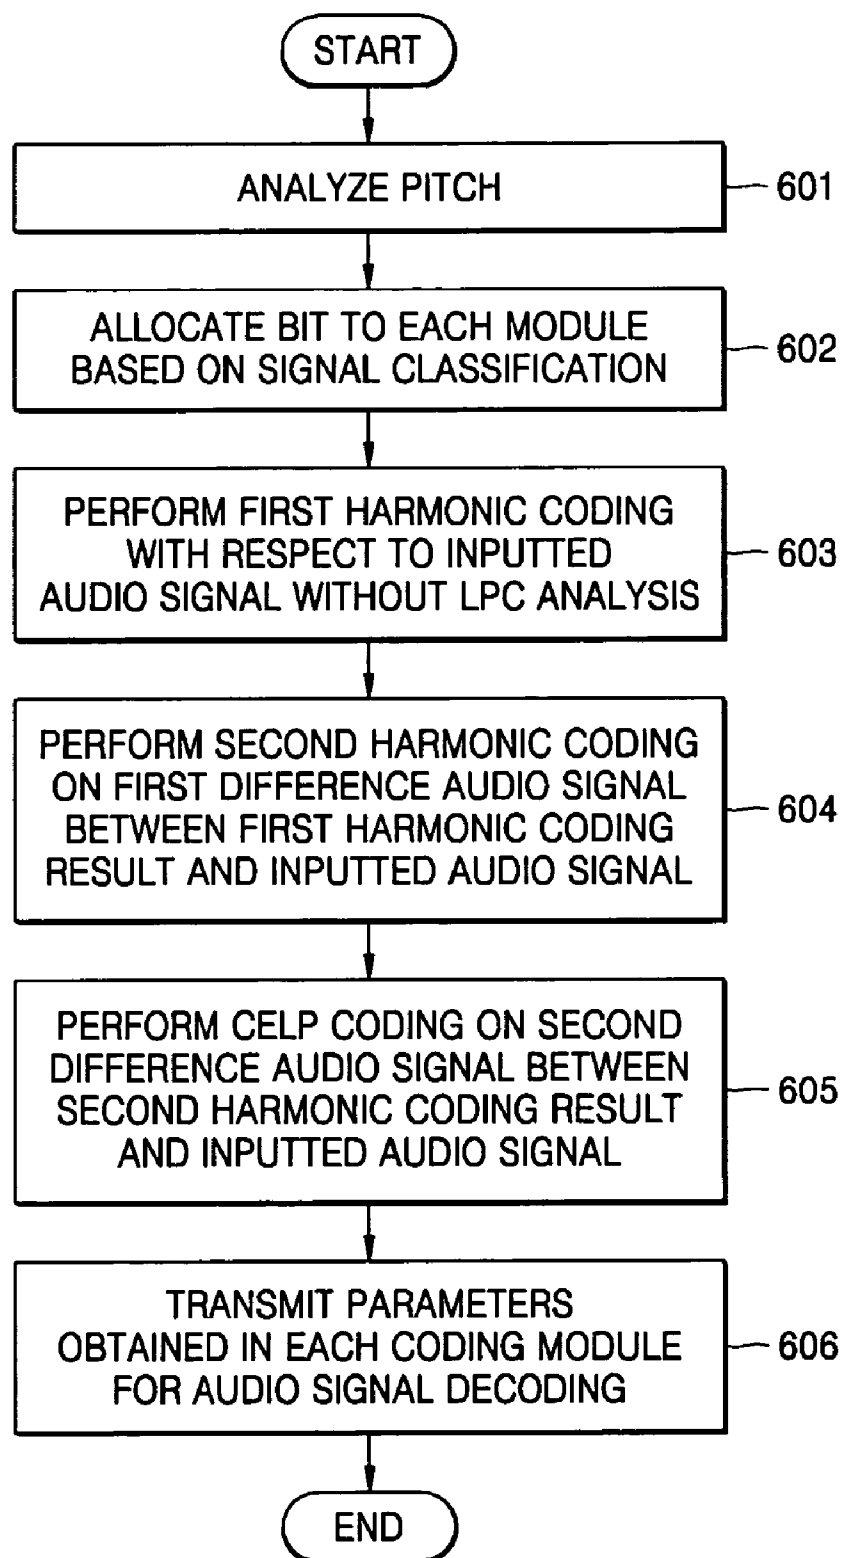 START
ANALYZE PITCH
601
ALLOCATE BIT TO EACH MODULE
BASED ON SIGNAL CLASSIFICATION
602
PERFORM FIRST HARMONIC CODING
WITH RESPECT TO INPUTTED
AUDIO SIGNAL WITHOUT LPC ANALYSIS
603
PERFORM SECOND HARMONIC CODING
ON FIRST DIFFERENCE AUDIO SIGNAL
BETWEEN FIRST HARMONIC CODING
RESULT AND INPUTTED AUDIO SIGNAL
604
PERFORM CELP CODING ON SECOND
DIFFERENCE AUDIO SIGNAL BETWEEN
SECOND HARMONIC CODING RESULT
AND INPUTTED AUDIO SIGNAL
605
TRANSMIT PARAMETERS
OBTAINED IN EACH CODING MODULE
FOR AUDIO SIGNAL DECODING
606
END